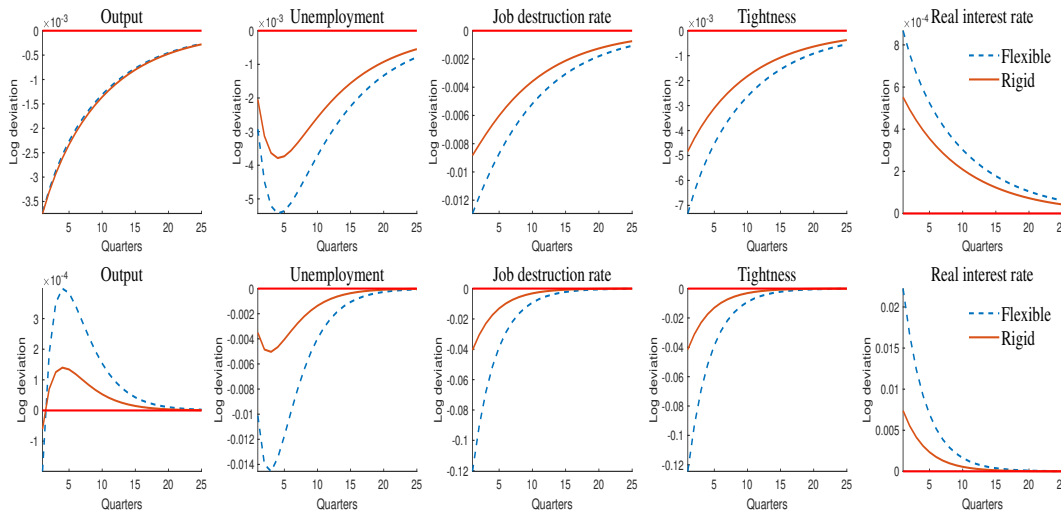 Output
×10⁻³
0
-0.5
-1
-1.5
-2
-2.5
-3
-3.5
Log deviation
5 10 15 20 25
Quarters
Unemployment
×10⁻³
0
-1
-2
-3
-4
-5
Log deviation
5 10 15 20 25
Quarters
Job destruction rate
0
-0.002
-0.004
-0.006
-0.008
-0.01
-0.012
Log deviation
5 10 15 20 25
Quarters
Tightness
×10⁻³
0
-1
-2
-3
-4
-5
-6
-7
Log deviation
5 10 15 20 25
Quarters
Real interest rate
×10⁻⁴
8
6
4
2
0
Log deviation
5 10 15 20 25
Quarters
Flexible
Rigid
Output
×10⁻⁴
3
2
1
0
-1
Log deviation
5 10 15 20 25
Quarters
Unemployment
0
-0.002
-0.004
-0.006
-0.008
-0.01
-0.012
-0.014
Log deviation
5 10 15 20 25
Quarters
Job destruction rate
0
-0.02
-0.04
-0.06
-0.08
-0.1
-0.12
Log deviation
5 10 15 20 25
Quarters
Tightness
0
-0.02
-0.04
-0.06
-0.08
-0.1
-0.12
Log deviation
5 10 15 20 25
Quarters
Real interest rate
0.02
0.015
0.01
0.005
0
Log deviation
5 10 15 20 25
Quarters
Flexible
Rigid